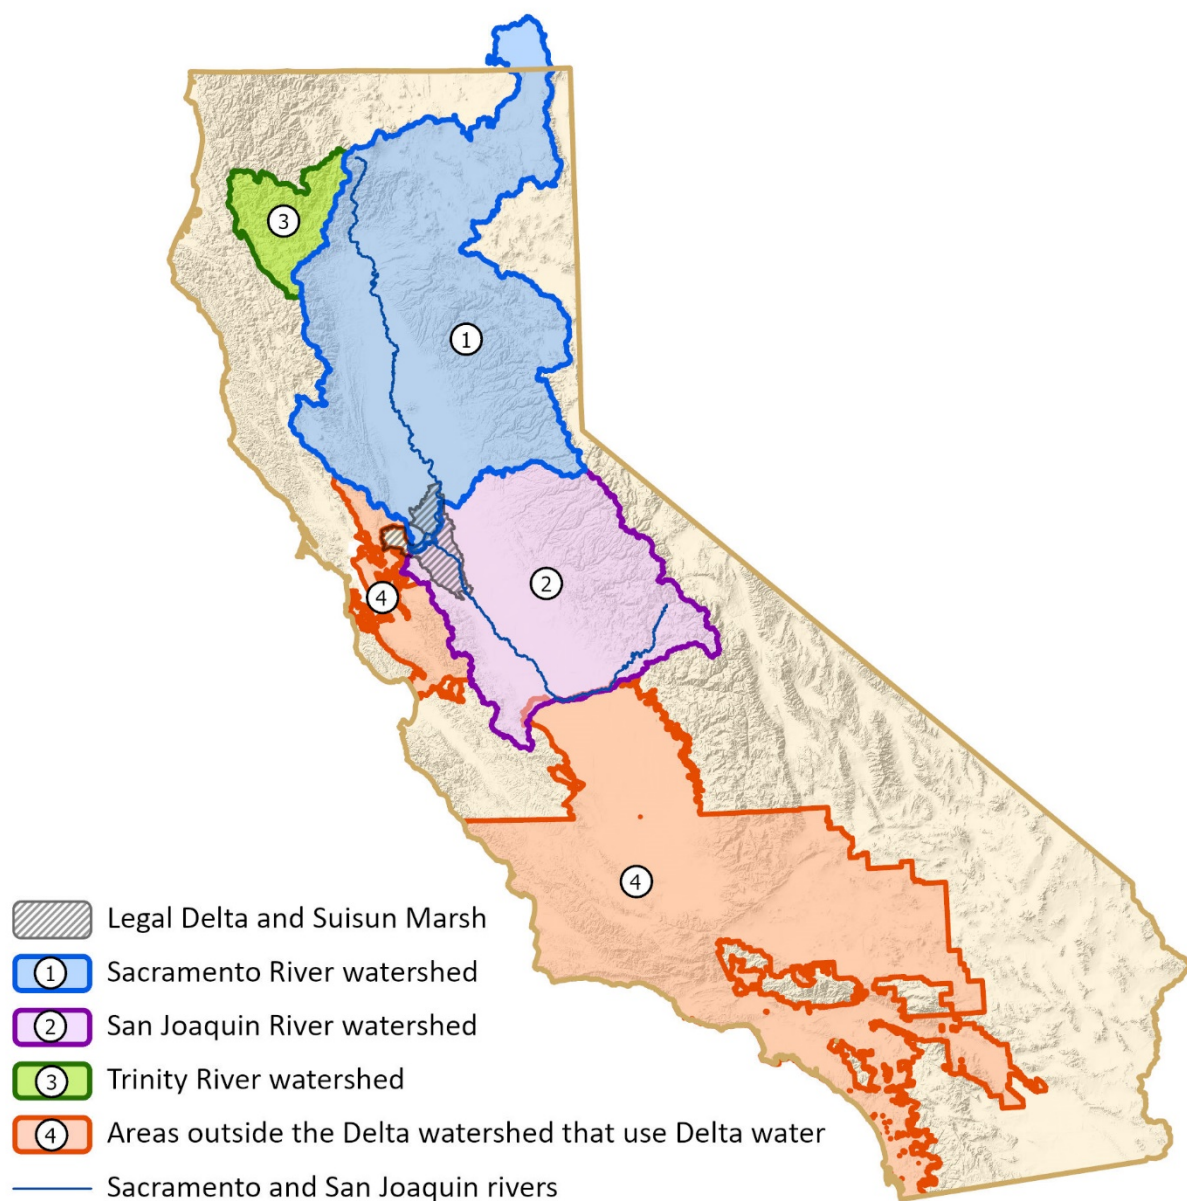 3
1
2
4
4
Legal Delta and Suisun Marsh
1 Sacramento River watershed
2 San Joaquin River watershed
3 Trinity River watershed
4 Areas outside the Delta watershed that use Delta water
Sacramento and San Joaquin rivers